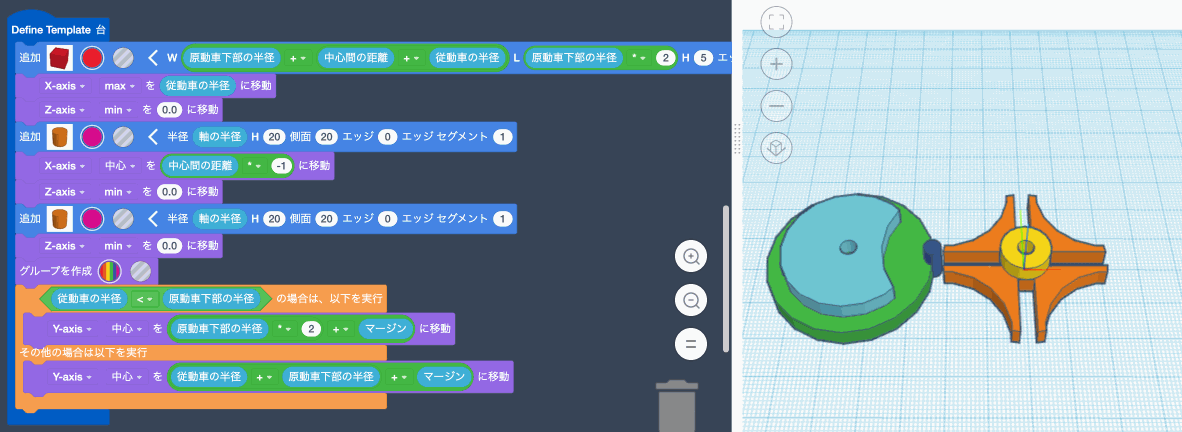 Define Template 台
追加 W 原動車下部の半径 + 中心間の距離 + 従動車の半径 L 原動車下部の半径 * 2 H 5 エッ
X-axis max を 従動車の半径 に移動
Z-axis min を 0.0 に移動
追加 半径 軸の半径 H 20 側面 20 エッジ 0 エッジ セグメント 1
X-axis 中心 を 中心間の距離 * -1 に移動
Z-axis min を 0.0 に移動
追加 半径 軸の半径 H 20 側面 20 エッジ 0 エッジ セグメント 1
Z-axis min を 0.0 に移動
グループを作成
従動車の半径 < 原動車下部の半径 の場合は、以下を実行
Y-axis 中心 を 原動車下部の半径 * 2 + マージン に移動
その他の場合は以下を実行
Y-axis 中心 を 従動車の半径 + 原動車下部の半径 + マージン に移動